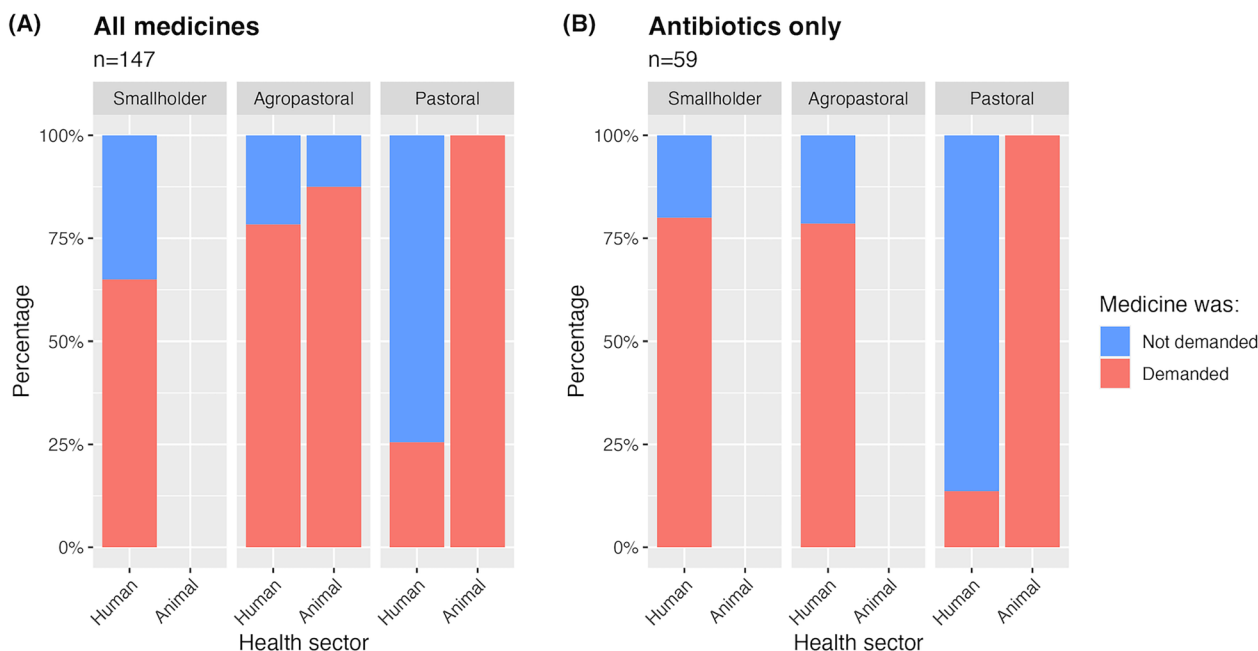 (A) All medicines
n=147
Smallholder Agropastoral Pastoral
100%
75%
50%
25%
0%
Percentage
Human Animal Human Animal Human Animal
Health sector
(B) Antibiotics only
n=59
Smallholder Agropastoral Pastoral
100%
75%
50%
25%
0%
Percentage
Human Animal Human Animal Human Animal
Health sector
Medicine was:
Not demanded
Demanded